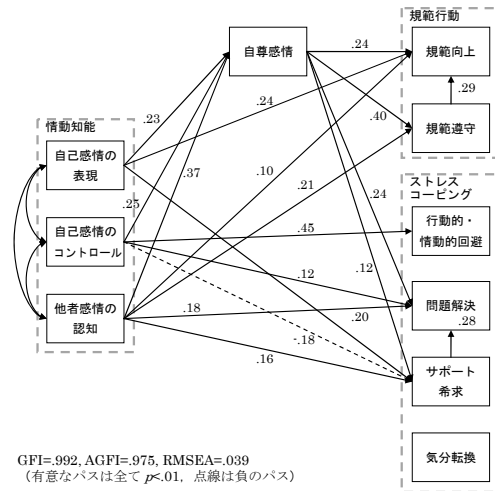 規範行動
自尊感情
規範向上
規範遵守
情動知能
自己感情の
表現
自己感情の
コントロール
他者感情の
認知
ストレス
コーピング
行動的・
情動的回避
問題解決
サポート
希求
気分転換
.24
.23
.24
.29
.40
.37
.10
.21
.24
.25
.45
.12
.12
.18
.20
.28
-.18
.16
GFI=.992, AGFI=.975, RMSEA=.039
（有意なパスは全て p<.01，点線は負のパス）